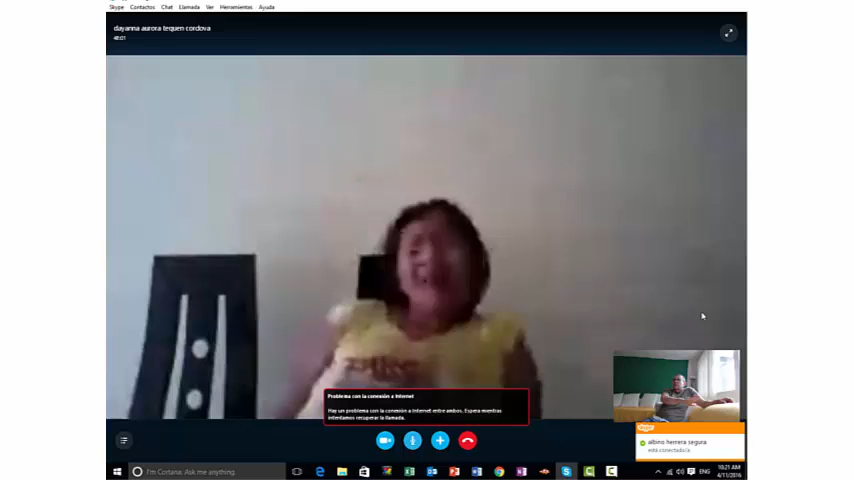 Skype Contactos Chat Llamada Ver Herramientas Ayuda
dayanna aurora tequen cordova
Problema con la conexión a Internet
Hay un problema con la conexión a Internet entre ambos. Espera mientras
intentamos recuperar la llamada.
skype
albino herrera segura
está conectado/a
I'm Cortana. Ask me anything.
ENG
10:21 AM
4/11/2016